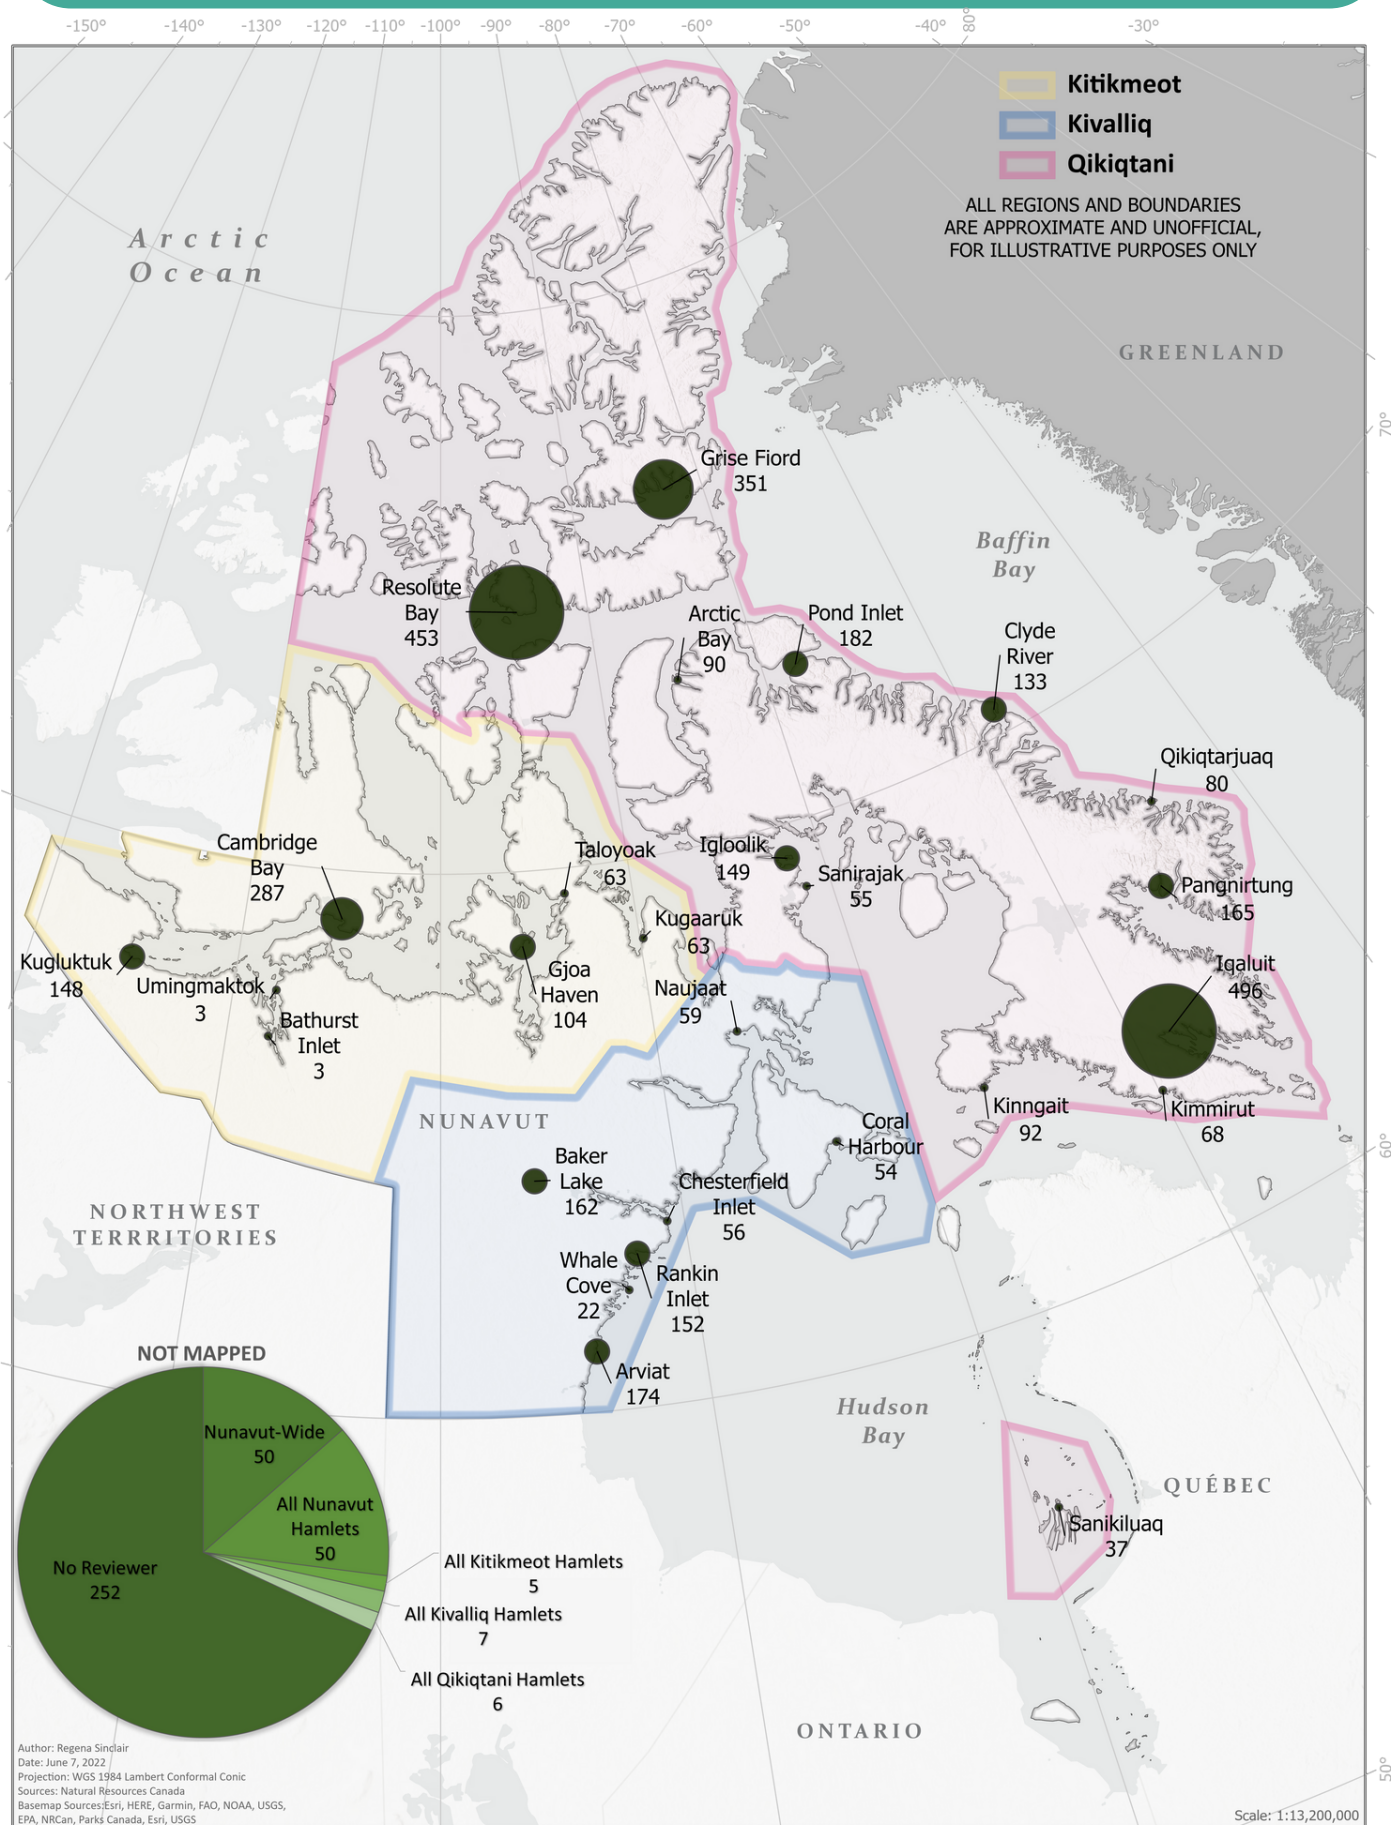 -150°
-140°
-130°
-120°
-110°
-100°
-90°
-80°
-70°
-60°
-50°
-40°
80°
-30°
Kitikmeot
Kivalliq
Qikiqtani
ALL REGIONS AND BOUNDARIES
ARE APPROXIMATE AND UNOFFICIAL,
FOR ILLUSTRATIVE PURPOSES ONLY
Arctic
Ocean
GREENLAND
70°
Grise Fiord
351
Baffin
Bay
Resolute
Bay
453
Arctic
Bay
90
Pond Inlet
182
Clyde
River
133
Qikiqtarjuaq
80
Cambridge
Bay
287
Taloyoak
63
Igloolik
149
Sanirajak
55
Pangnirtung
165
Kugaaruk
63
Kugluktuk
148
Umingmaktok
3
Bathurst
Inlet
3
Gjoa
Haven
104
Naujaat
59
Iqaluit
496
NUNAVUT
Kinngait
92
Kimmirut
68
Coral
Harbour
54
60°
Baker
Lake
162
Chesterfield
Inlet
56
NORTHWEST
TERRRITORIES
Whale
Cove
22
Rankin
Inlet
152
Arviat
174
Hudson
Bay
QUÉBEC
Sanikiluaq
37
NOT MAPPED
Nunavut-Wide
50
All Nunavut
Hamlets
50
No Reviewer
252
All Kitikmeot Hamlets
5
All Kivalliq Hamlets
7
All Qikiqtani Hamlets
6
ONTARIO
50°
Author: Regena Sinclair
Date: June 7, 2022
Projection: WGS 1984 Lambert Conformal Conic
Sources: Natural Resources Canada
Basemap Sources:Esri, HERE, Garmin, FAO, NOAA, USGS,
EPA, NRCan, Parks Canada, Esri, USGS
Scale: 1:13,200,000